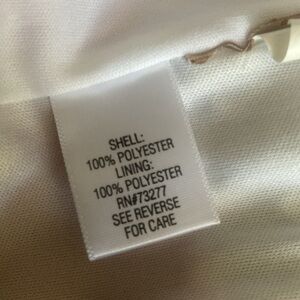 SHELL:
100% POLYESTER
LINING:
100% POLYESTER
RN#73277
SEE REVERSE
FOR CARE